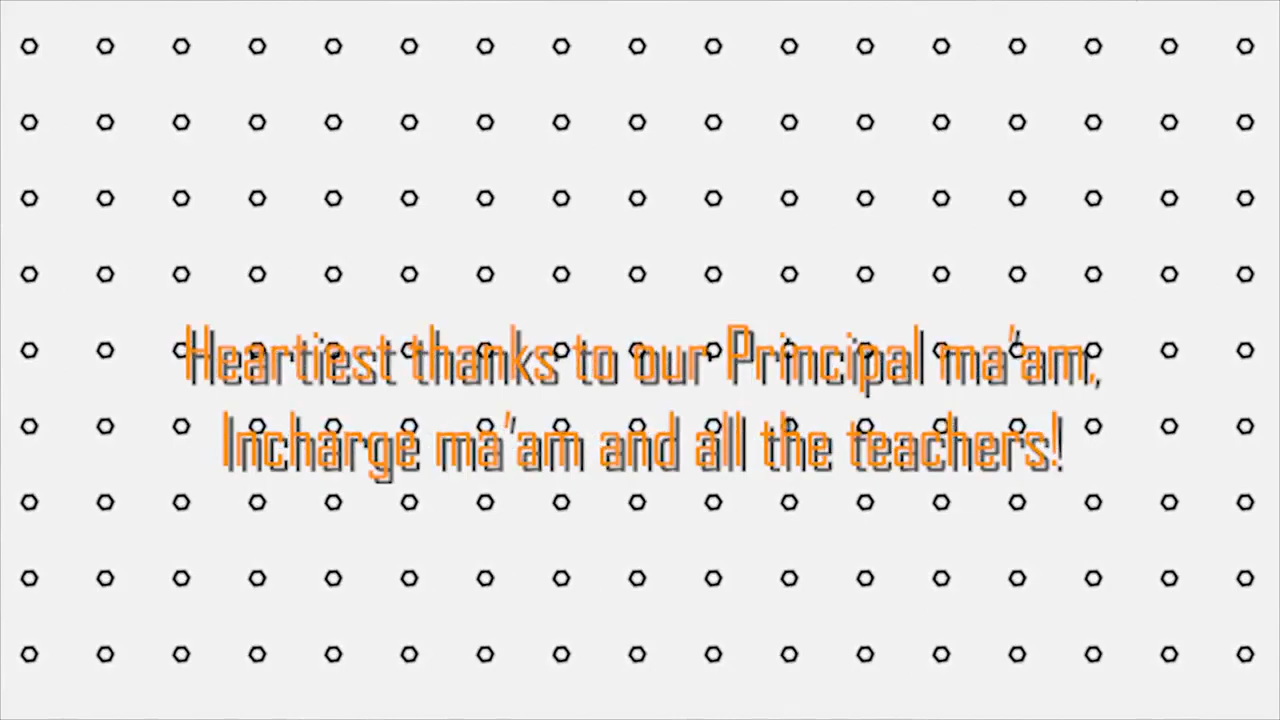 Heartiest thanks to our Principal ma'am,
Incharge ma'am and all the teachers!